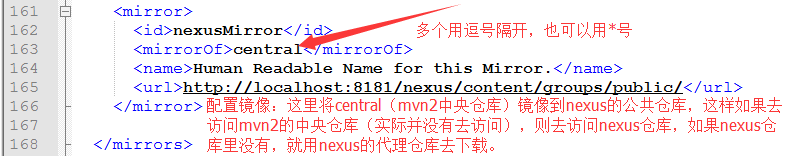 161 <mirror>
162 <id>nexusMirror</id> 多个用逗号隔开，也可以用*号
163 <mirrorOf>central</mirrorOf>
164 <name>Human Readable Name for this Mirror.</name>
165 <url>http://localhost:8181/nexus/content/groups/public/</url>
166 </mirror> 配置镜像：这里将central（mvn2中央仓库）镜像到nexus的公共仓库，这样如果去
167 访问mvn2的中央仓库（实际并没有去访问），则去访问nexus仓库，如果nexus仓
168 </mirrors> 库里没有，就用nexus的代理仓库去下载。